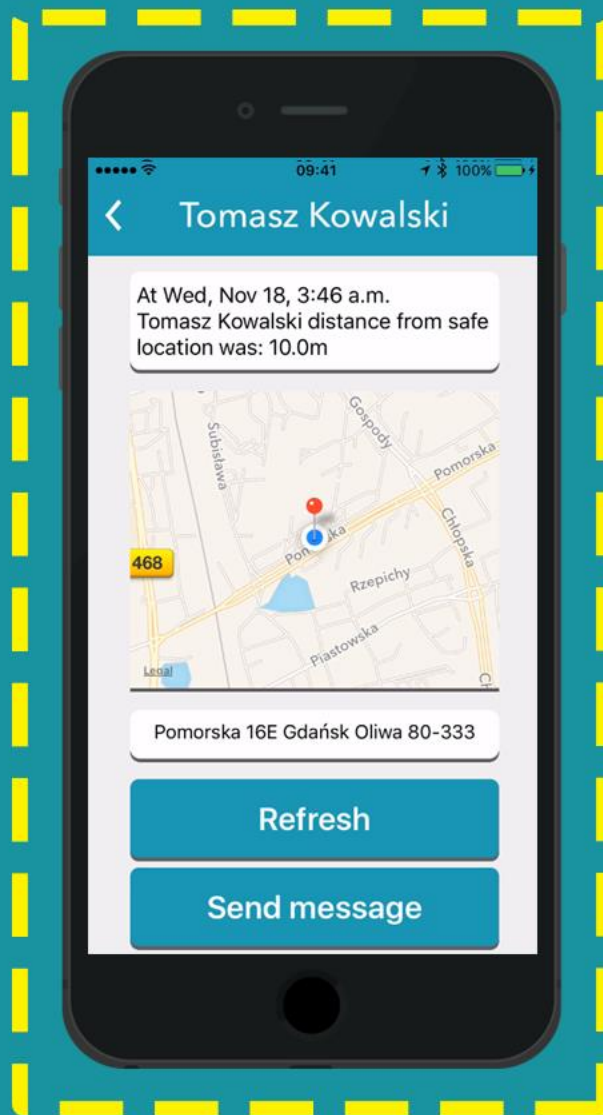 09:41
100%
Tomasz Kowalski
At Wed, Nov 18, 3:46 a.m.
Tomasz Kowalski distance from safe
location was: 10.0m
Gospody
Subisława
Pomorska
Chłopska
468
Rzepichy
Piastowska
Legal
Pomorska 16E Gdańsk Oliwa 80-333
Refresh
Send message